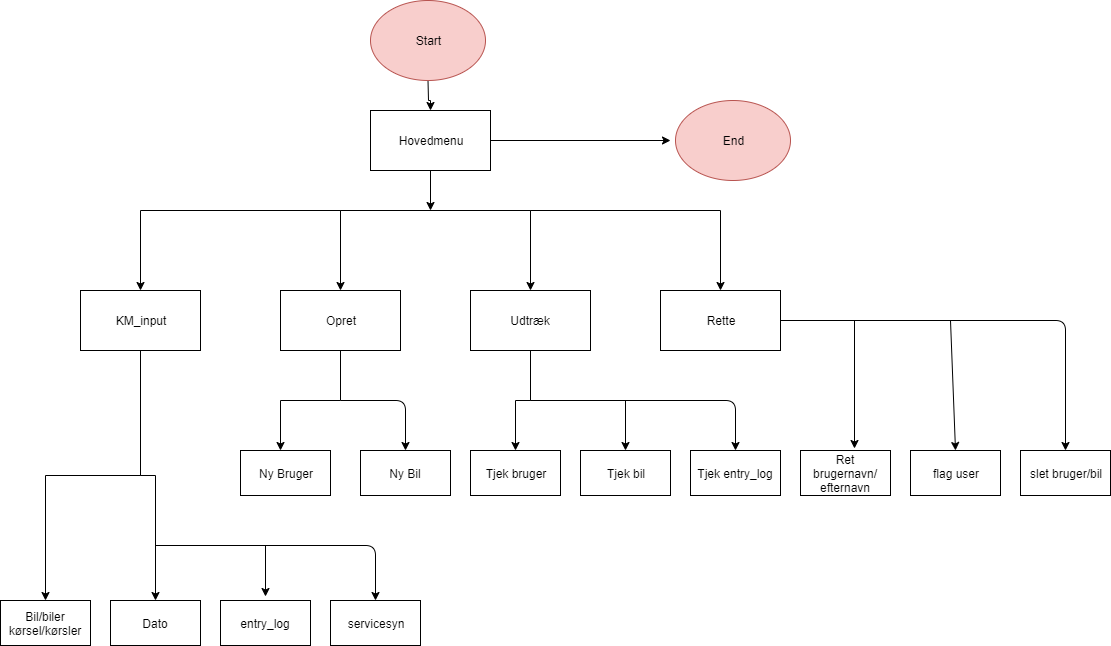 Start
Hovedmenu
End
KM_input
Opret
Udtræk
Rette
Ny Bruger
Ny Bil
Tjek bruger
Tjek bil
Tjek entry_log
Ret
brugernavn/
efternavn
flag user
slet bruger/bil
Bil/biler
kørsel/kørsler
Dato
entry_log
servicesyn